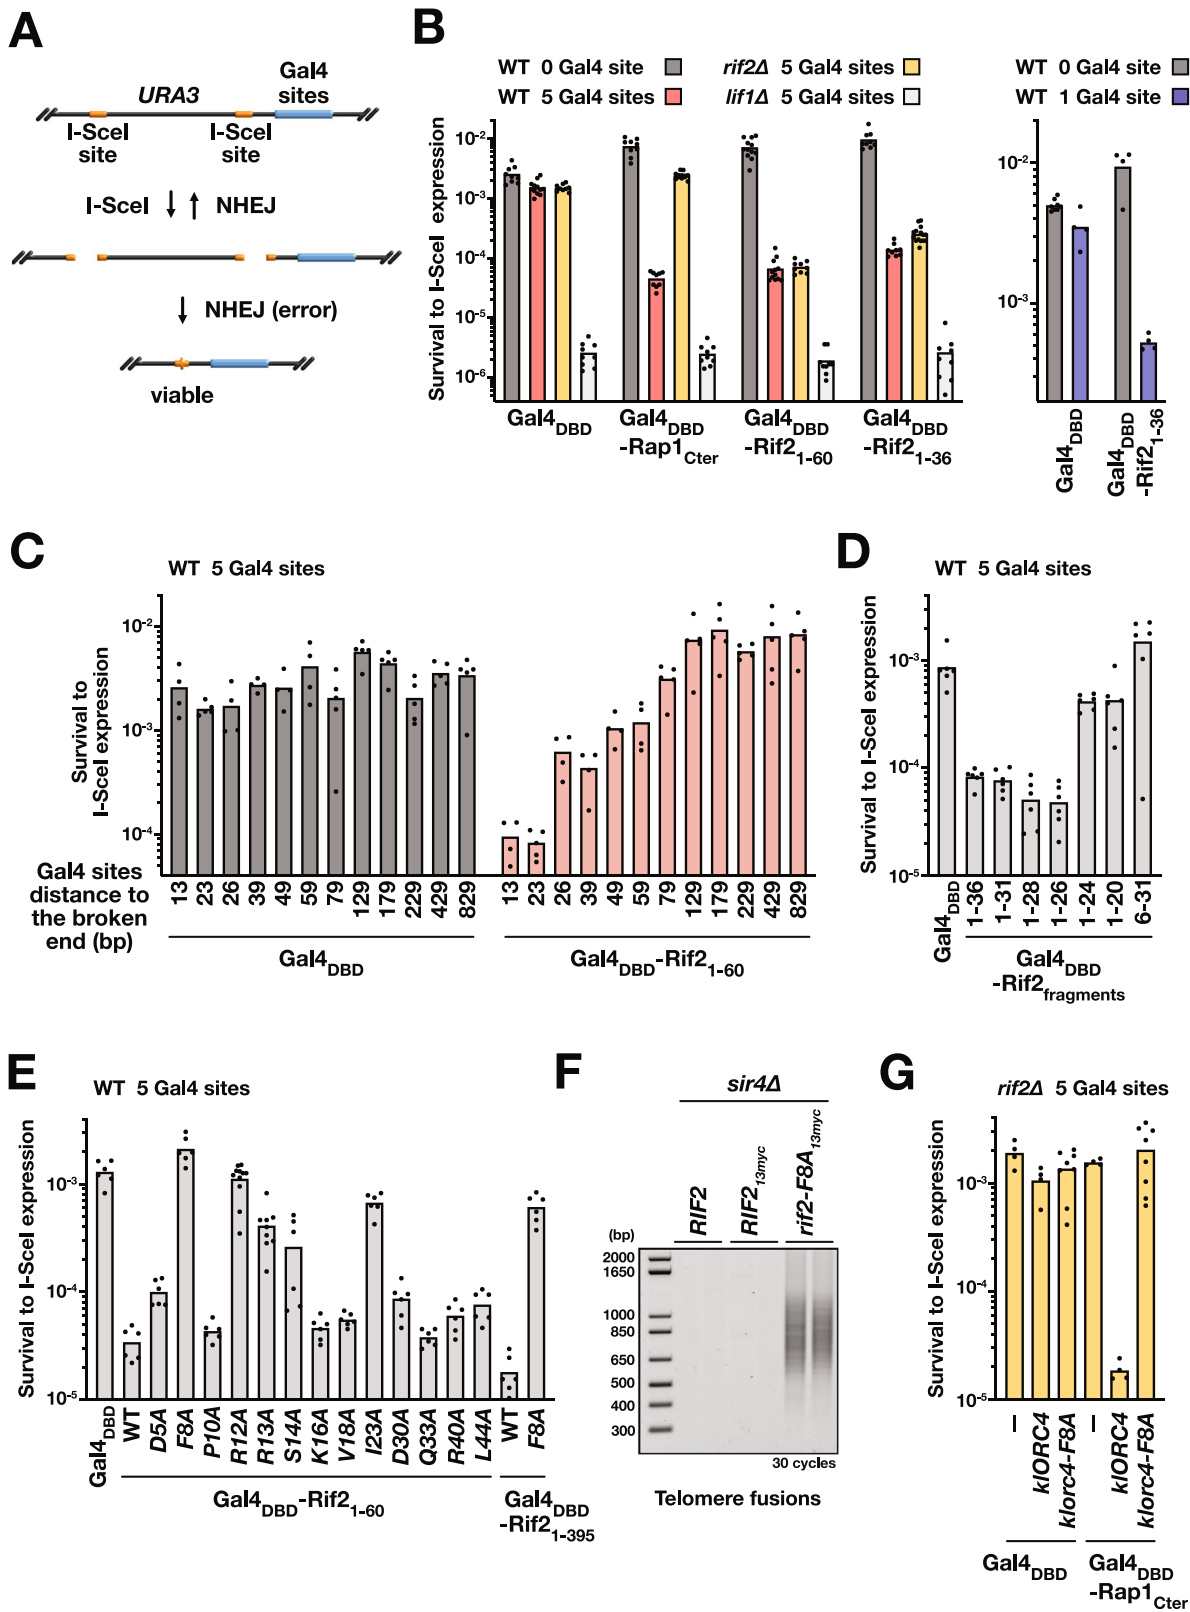 A
URA3
Gal4
sites
I-SceI
site
I-SceI
site
I-SceI
NHEJ
NHEJ (error)
viable
B
WT 0 Gal4 site
WT 5 Gal4 sites
rif2Δ 5 Gal4 sites
lif1Δ 5 Gal4 sites
WT 0 Gal4 site
WT 1 Gal4 site
Survival to I-SceI expression
10-2
10-3
10-4
10-5
10-6
Gal4DBD
Gal4DBD
-Rap1Cter
Gal4DBD
-Rif21-60
Gal4DBD
-Rif21-36
10-2
10-3
Gal4DBD
Gal4DBD
-Rif21-36
C
WT 5 Gal4 sites
Survival to
I-SceI expression
10-2
10-3
10-4
Gal4 sites
distance to
the broken
end (bp)
13 23 26 39 49 59 79 129 179 229 429 829
13 23 26 39 49 59 79 129 179 229 429 829
Gal4DBD
Gal4DBD-Rif21-60
D
WT 5 Gal4 sites
Survival to I-SceI expression
10-3
10-4
10-5
Gal4DBD
1-36
1-31
1-28
1-26
1-24
1-20
6-31
Gal4DBD
-Rif2fragments
E
WT 5 Gal4 sites
Survival to I-SceI expression
10-3
10-4
10-5
Gal4DBD
WT
D5A
F8A
P10A
R12A
R13A
S14A
K16A
V18A
I23A
D30A
Q33A
R40A
L44A
WT
F8A
Gal4DBD-Rif21-60
Gal4DBD
-Rif21-395
F
sir4Δ
RIF2
RIF213myc
rif2-F8A13myc
(bp)
2000
1650
1000
850
650
500
400
300
30 cycles
Telomere fusions
G
rif2Δ 5 Gal4 sites
Survival to I-SceI expression
10-3
10-4
10-5
–
klORC4
klorc4-F8A
–
klORC4
klorc4-F8A
Gal4DBD
Gal4DBD
-Rap1Cter